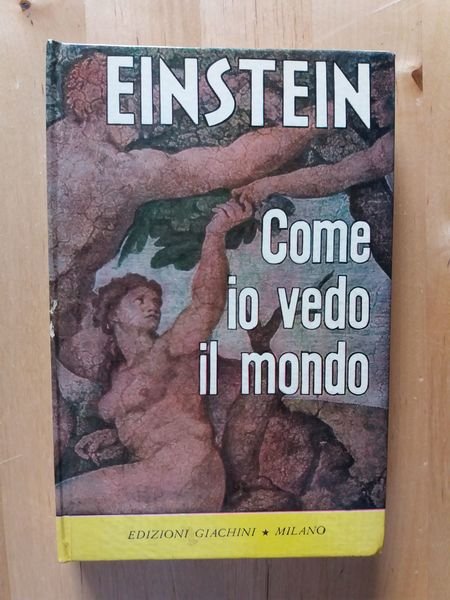 EINSTEIN
Come
io vedo
il mondo
EDIZIONI GIACHINI ★ MILANO